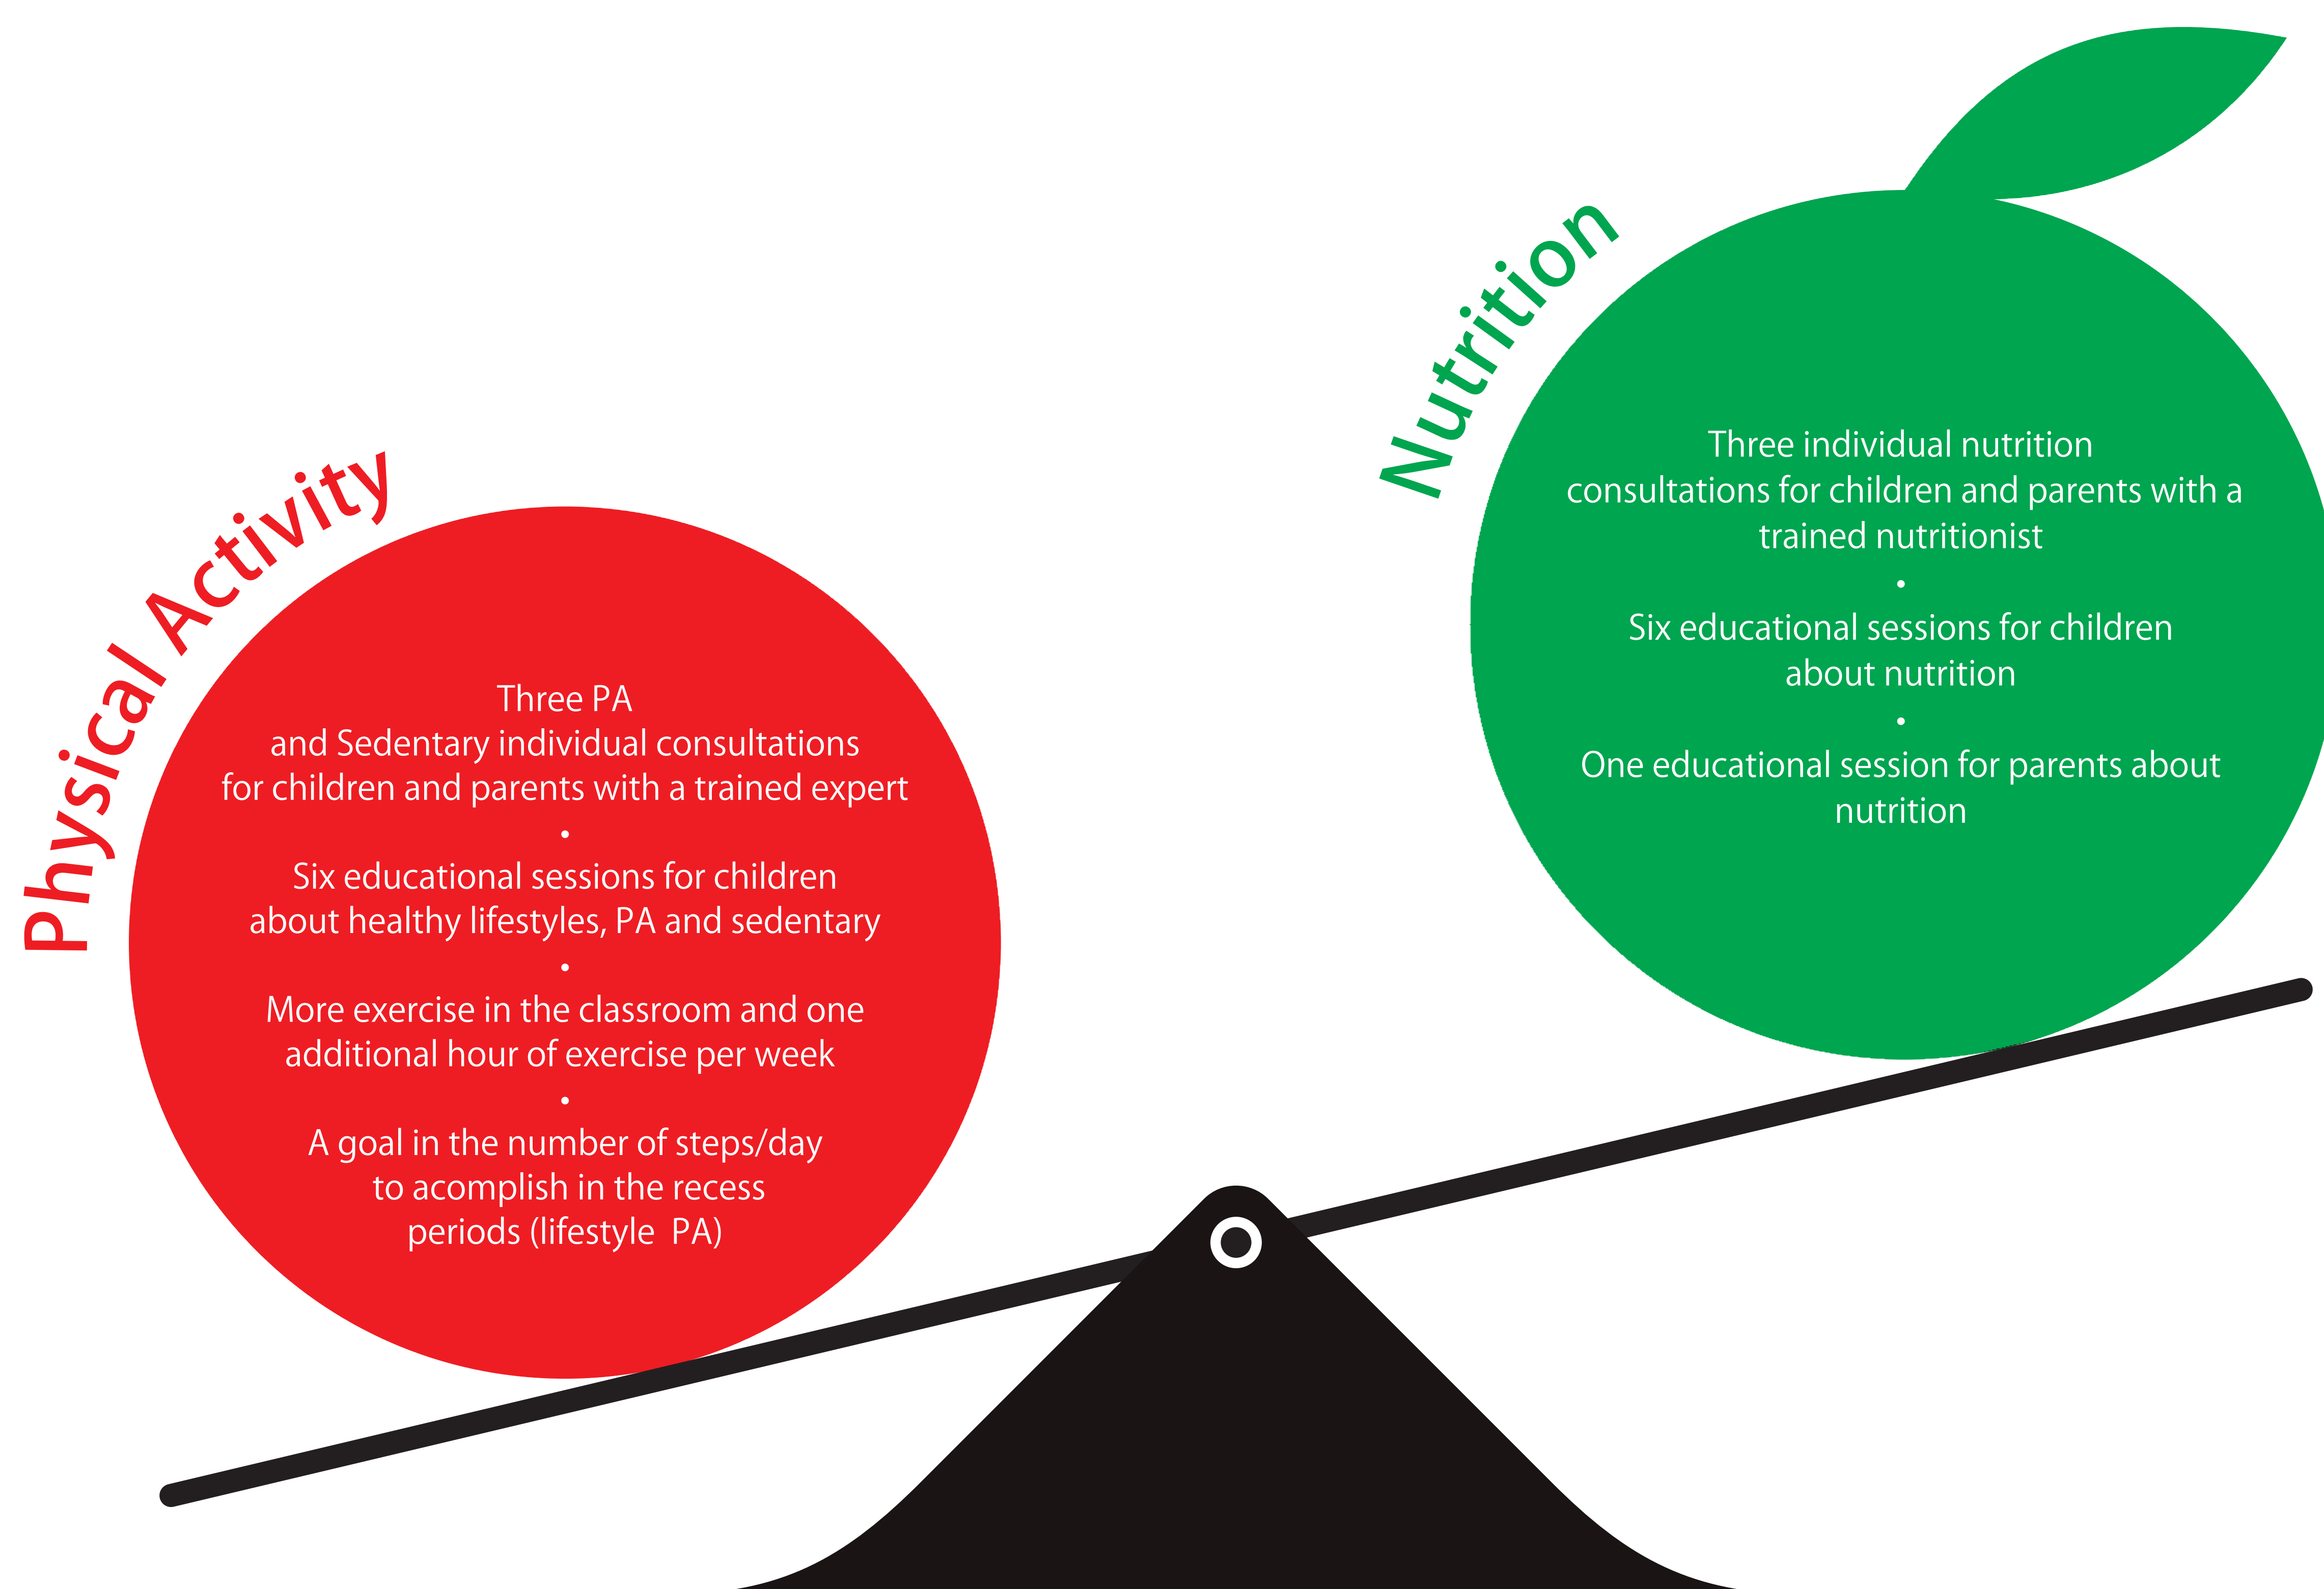 Physical Activity
Three PA
and Sedentary individual consultations
for children and parents with a trained expert
•
Six educational sessions for children
about healthy lifestyles, PA and sedentary
•
More exercise in the classroom and one
additional hour of exercise per week
•
A goal in the number of steps/day
to acomplish in the recess
periods (lifestyle  PA)
Nutrition
Three individual nutrition
consultations for children and parents with a
trained nutritionist
•
Six educational sessions for children
about nutrition
•
One educational session for parents about
nutrition